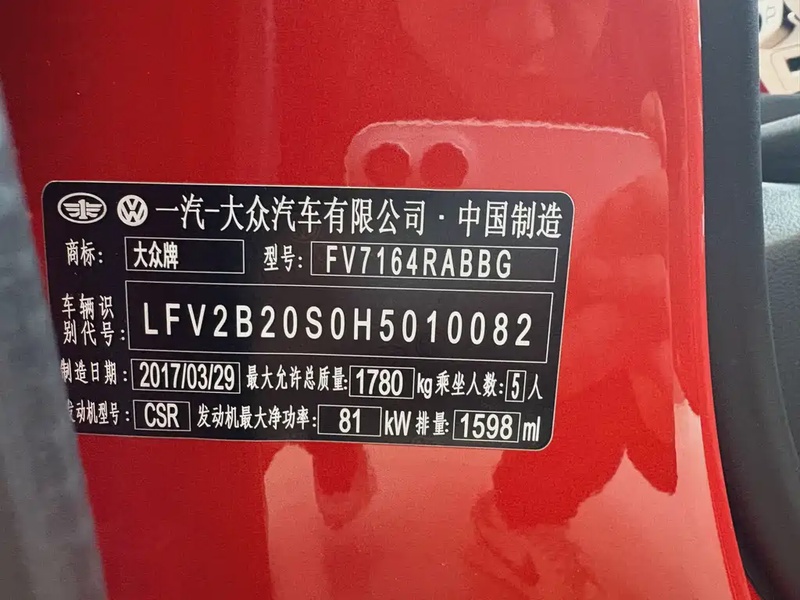 一汽-大众汽车有限公司·中国制造
商标: 大众牌 型号: FV7164RABBG
车辆识别代号: LFV2B20S0H5010082
制造日期: 2017/03/29 最大允许总质量: 1780 kg 乘坐人数: 5 人
发动机型号: CSR 发动机最大净功率: 81 kW 排量: 1598 ml
P